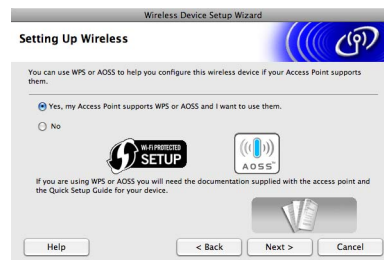 Wireless Device Setup Wizard
Setting Up Wireless
You can use WPS or AOSS to help you configure this wireless device if your Access Point supports
them.
Yes, my Access Point supports WPS or AOSS and I want to use them.
No
Wi-Fi PROTECTED
SETUP
AOSS™
If you are using WPS or AOSS you will need the documentation supplied with the access point and
the Quick Setup Guide for your device.
Help
< Back
Next >
Cancel